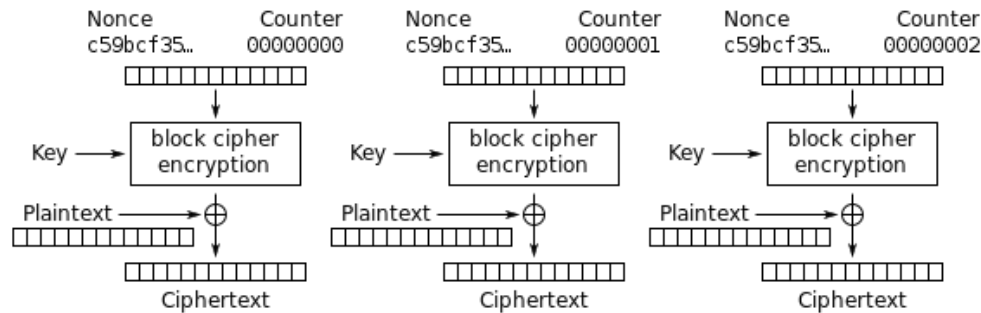 Nonce Counter Nonce Counter Nonce Counter
c59bcf35… 00000000 c59bcf35… 00000001 c59bcf35… 00000002
block cipher block cipher block cipher
Key encryption Key encryption Key encryption
Plaintext Plaintext Plaintext
Ciphertext Ciphertext Ciphertext